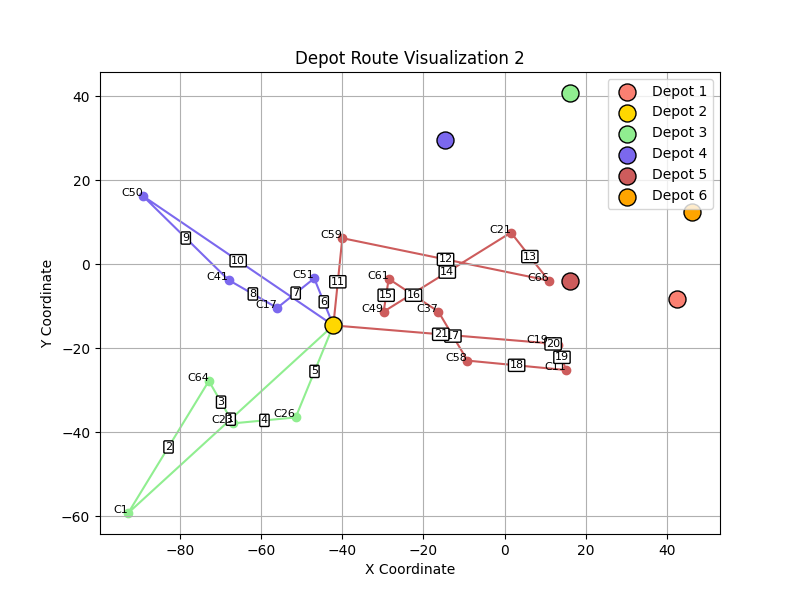 Depot Route Visualization 2
Depot 1
Depot 2
Depot 3
Depot 4
Depot 5
Depot 6
Y Coordinate
40
20
0
−20
−40
−60
C50
9
10
C41
8
C17
7
C51
6
C59
11
12
14
C21
13
C66
C61
15
16
C49
C37
21
17
C19
20
19
C58
18
C11
5
C64
3
C23
1
4
C26
2
C1
−80
−60
−40
−20
0
20
40
X Coordinate